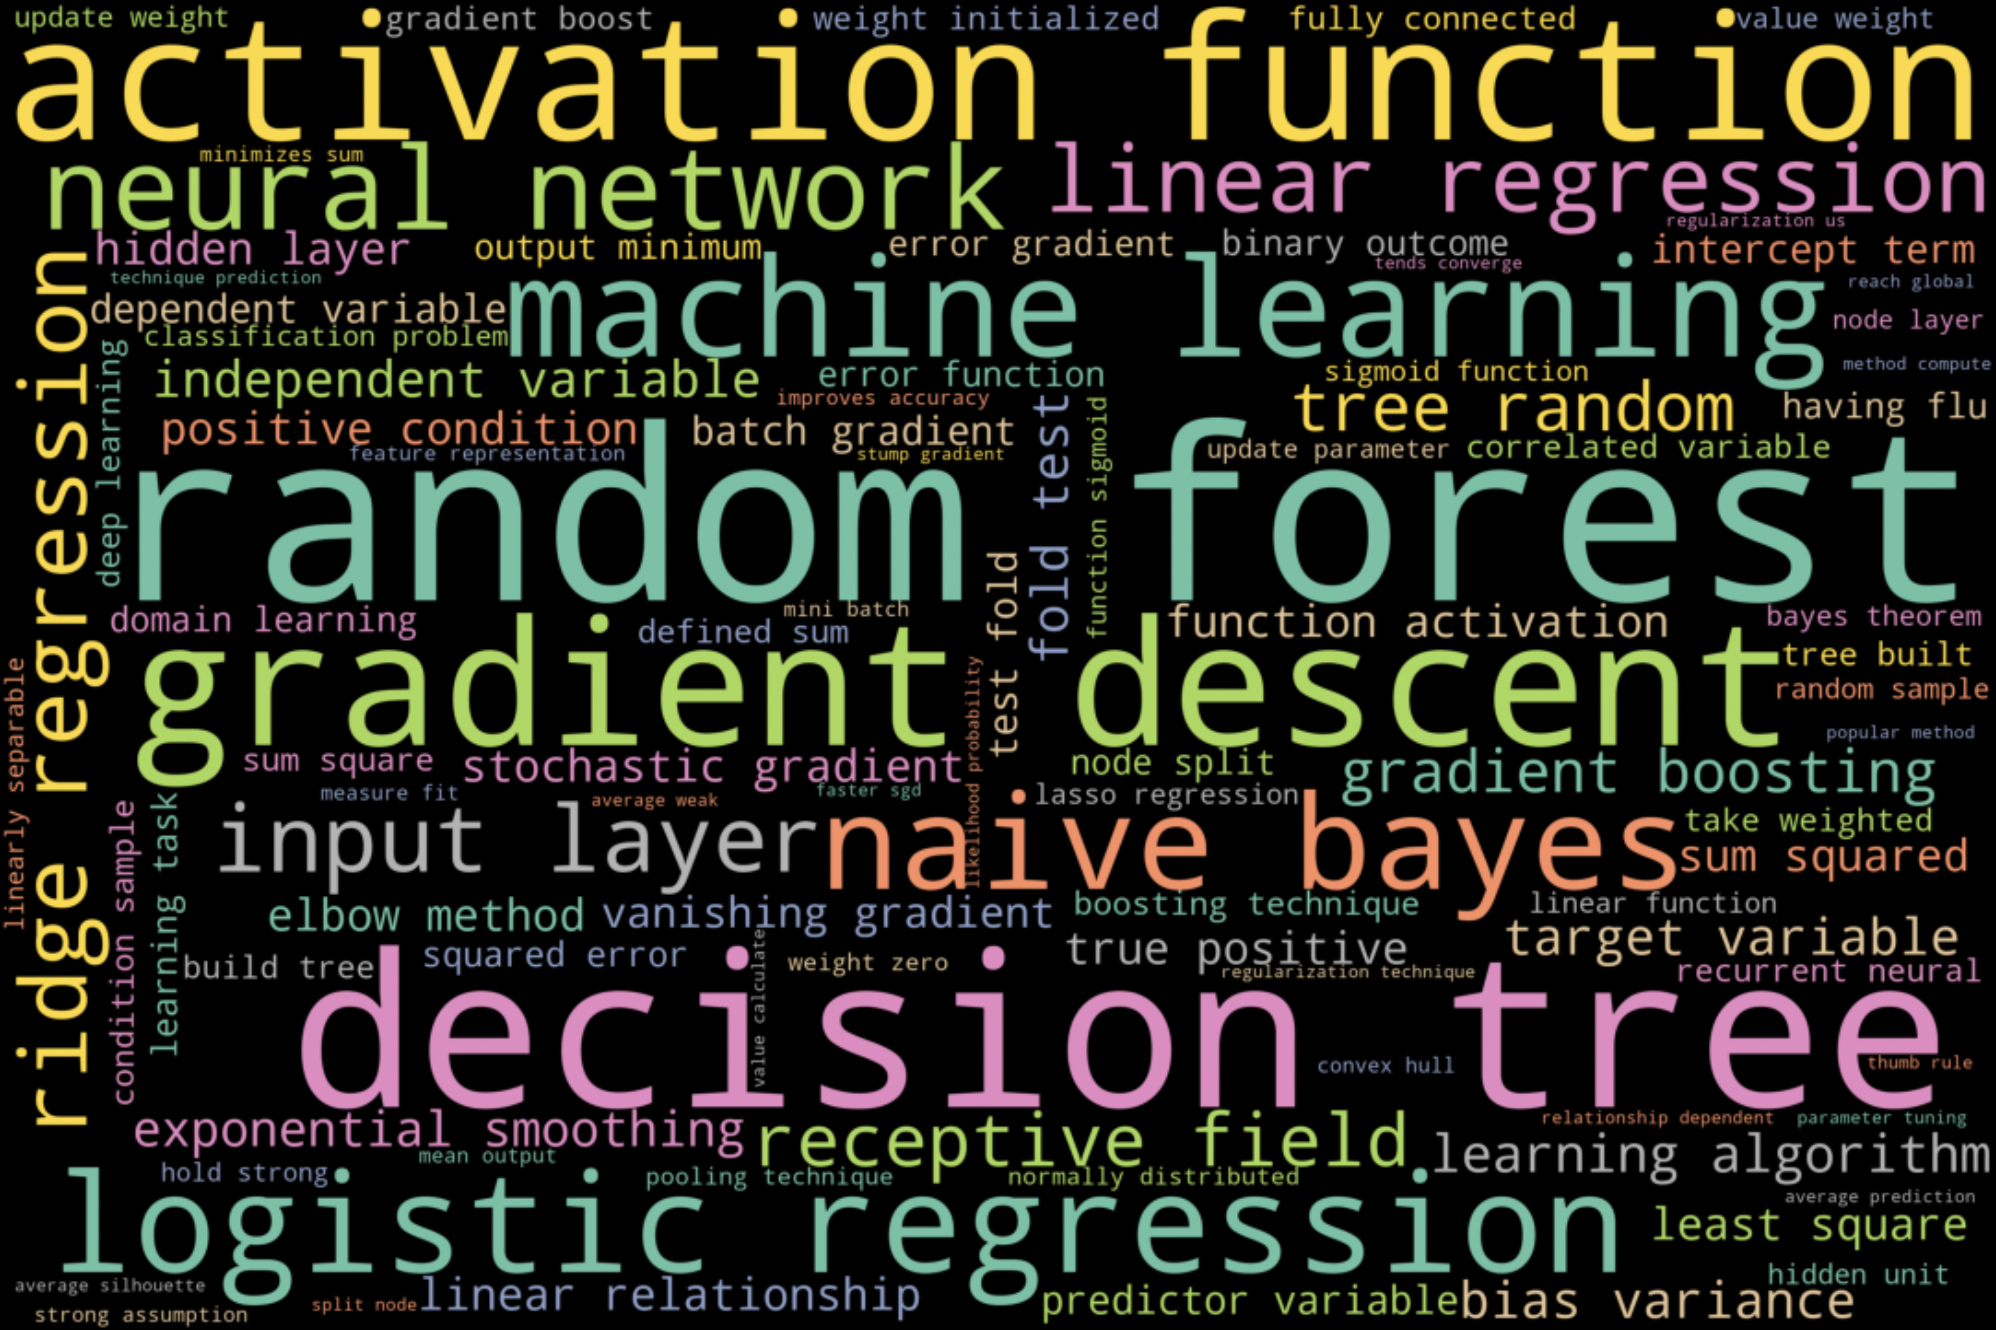 update weight
gradient boost
weight initialized
fully connected
value weight
activation function
minimizes sum
neural network
linear regression
regularization us
hidden layer
output minimum
error gradient
binary outcome
intercept term
technique prediction
tends converge
machine learning
reach global
dependent variable
node layer
classification problem
method compute
independent variable
error function
sigmoid function
improves accuracy
tree random
having flu
positive condition
batch gradient
feature representation
stump gradient
update parameter
correlated variable
ridge regression
deep learning
fold test
function sigmoid
random forest
test fold
domain learning
mini batch
defined sum
function activation
bayes theorem
gradient descent
tree built
random sample
popular method
linearly separable
likelihood probability
sum square
stochastic gradient
node split
gradient boosting
measure fit
average weak
faster sgd
lasso regression
condition sample
learning task
input layer
naive bayes
take weighted
sum squared
elbow method
vanishing gradient
boosting technique
linear function
target variable
build tree
squared error
value calculate
weight zero
true positive
regularization technique
recurrent neural
decision tree
convex hull
thumb rule
exponential smoothing
receptive field
relationship dependent
parameter tuning
learning algorithm
mean output
hold strong
pooling technique
normally distributed
average prediction
logistic regression
least square
hidden unit
average silhouette
split node
linear relationship
predictor variable
bias variance
strong assumption